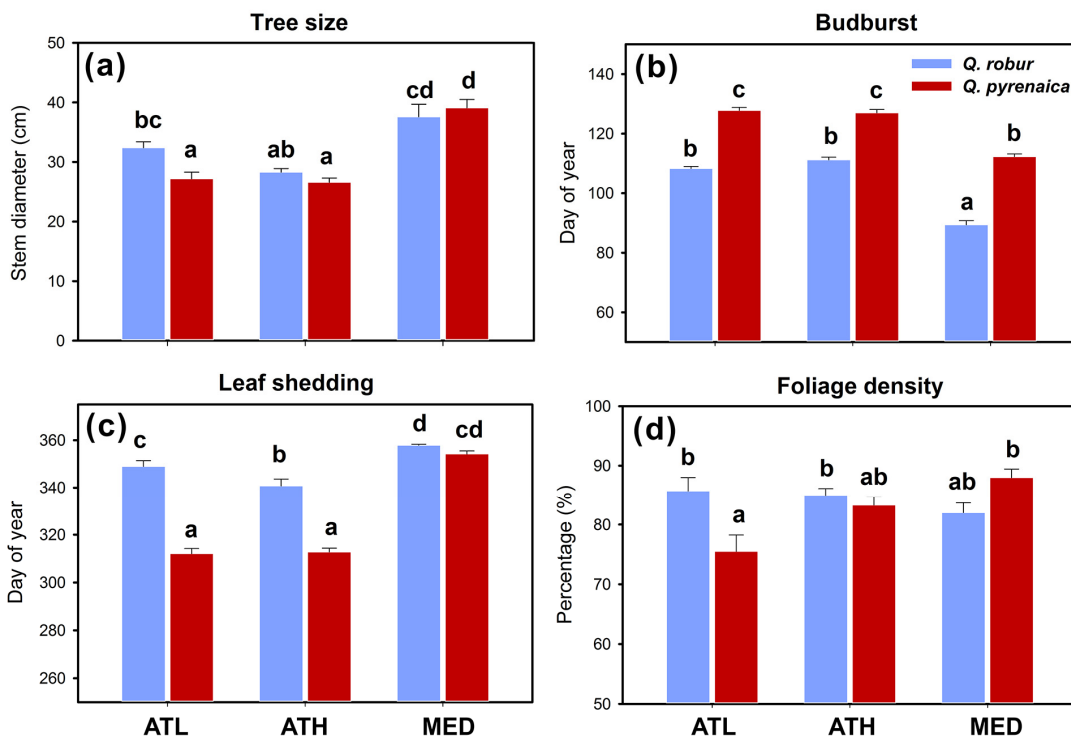 Tree size
(a)
Stem diameter (cm)
50
40
30
20
10
0
bc
a
ab
a
cd
d
Budburst
(b)
Q. robur
Q. pyrenaica
Day of year
140
120
100
80
60
b
c
b
c
a
b
Leaf shedding
(c)
Day of year
360
340
320
300
280
260
c
a
b
a
d
cd
ATL
ATH
MED
Foliage density
(d)
Percentage (%)
100
90
80
70
60
50
b
a
b
ab
ab
b
ATL
ATH
MED